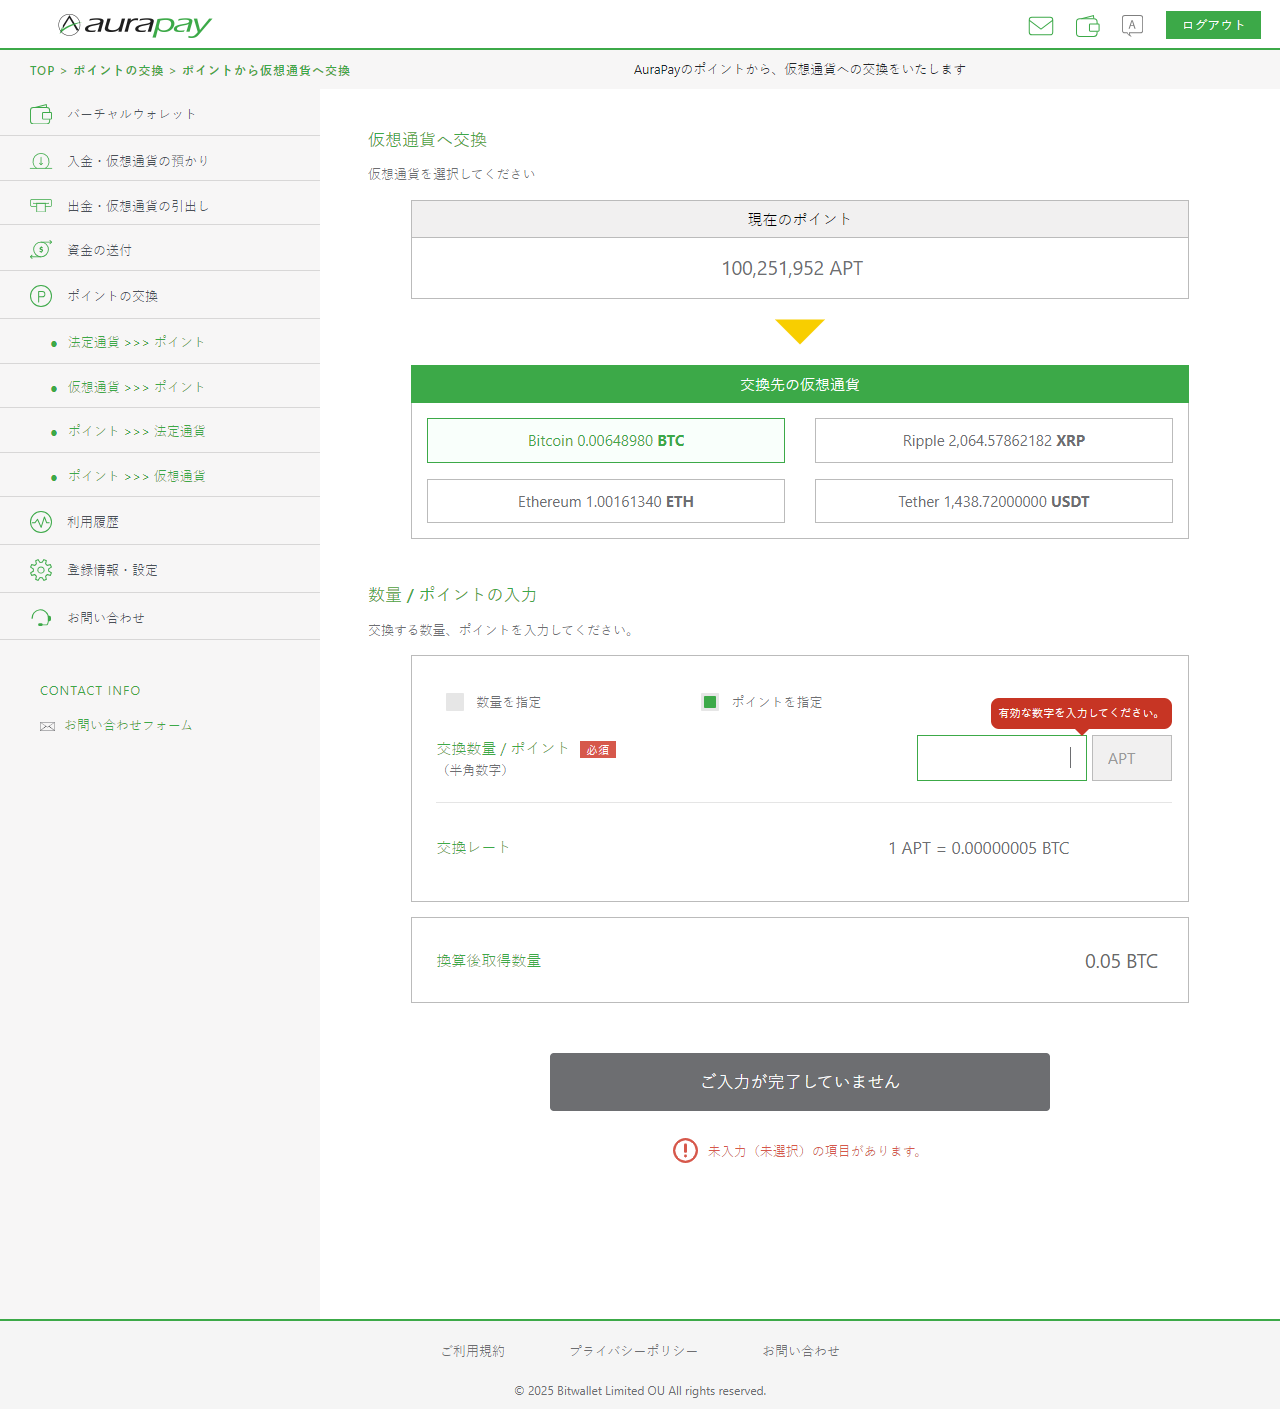 aurapay
A
ログアウト
TOP > ポイントの交換 > ポイントから仮想通貨へ交換
AuraPayのポイントから、仮想通貨への交換をいたします
バーチャルウォレット
入金・仮想通貨の預かり
出金・仮想通貨の引出し
資金の送付
ポイントの交換
法定通貨 >>> ポイント
仮想通貨 >>> ポイント
ポイント >>> 法定通貨
ポイント >>> 仮想通貨
利用履歴
登録情報・設定
お問い合わせ
CONTACT INFO
お問い合わせフォーム
仮想通貨へ交換
仮想通貨を選択してください
現在のポイント
100,251,952 APT
交換先の仮想通貨
Bitcoin 0.00648980 BTC
Ripple 2,064.57862182 XRP
Ethereum 1.00161340 ETH
Tether 1,438.72000000 USDT
数量 / ポイントの入力
交換する数量、ポイントを入力してください。
数量を指定
ポイントを指定
有効な数字を入力してください。
交換数量 / ポイント 必須
（半角数字）
APT
交換レート
1 APT = 0.00000005 BTC
換算後取得数量
0.05 BTC
ご入力が完了していません
未入力（未選択）の項目があります。
ご利用規約
プライバシーポリシー
お問い合わせ
© 2025 Bitwallet Limited OU All rights reserved.